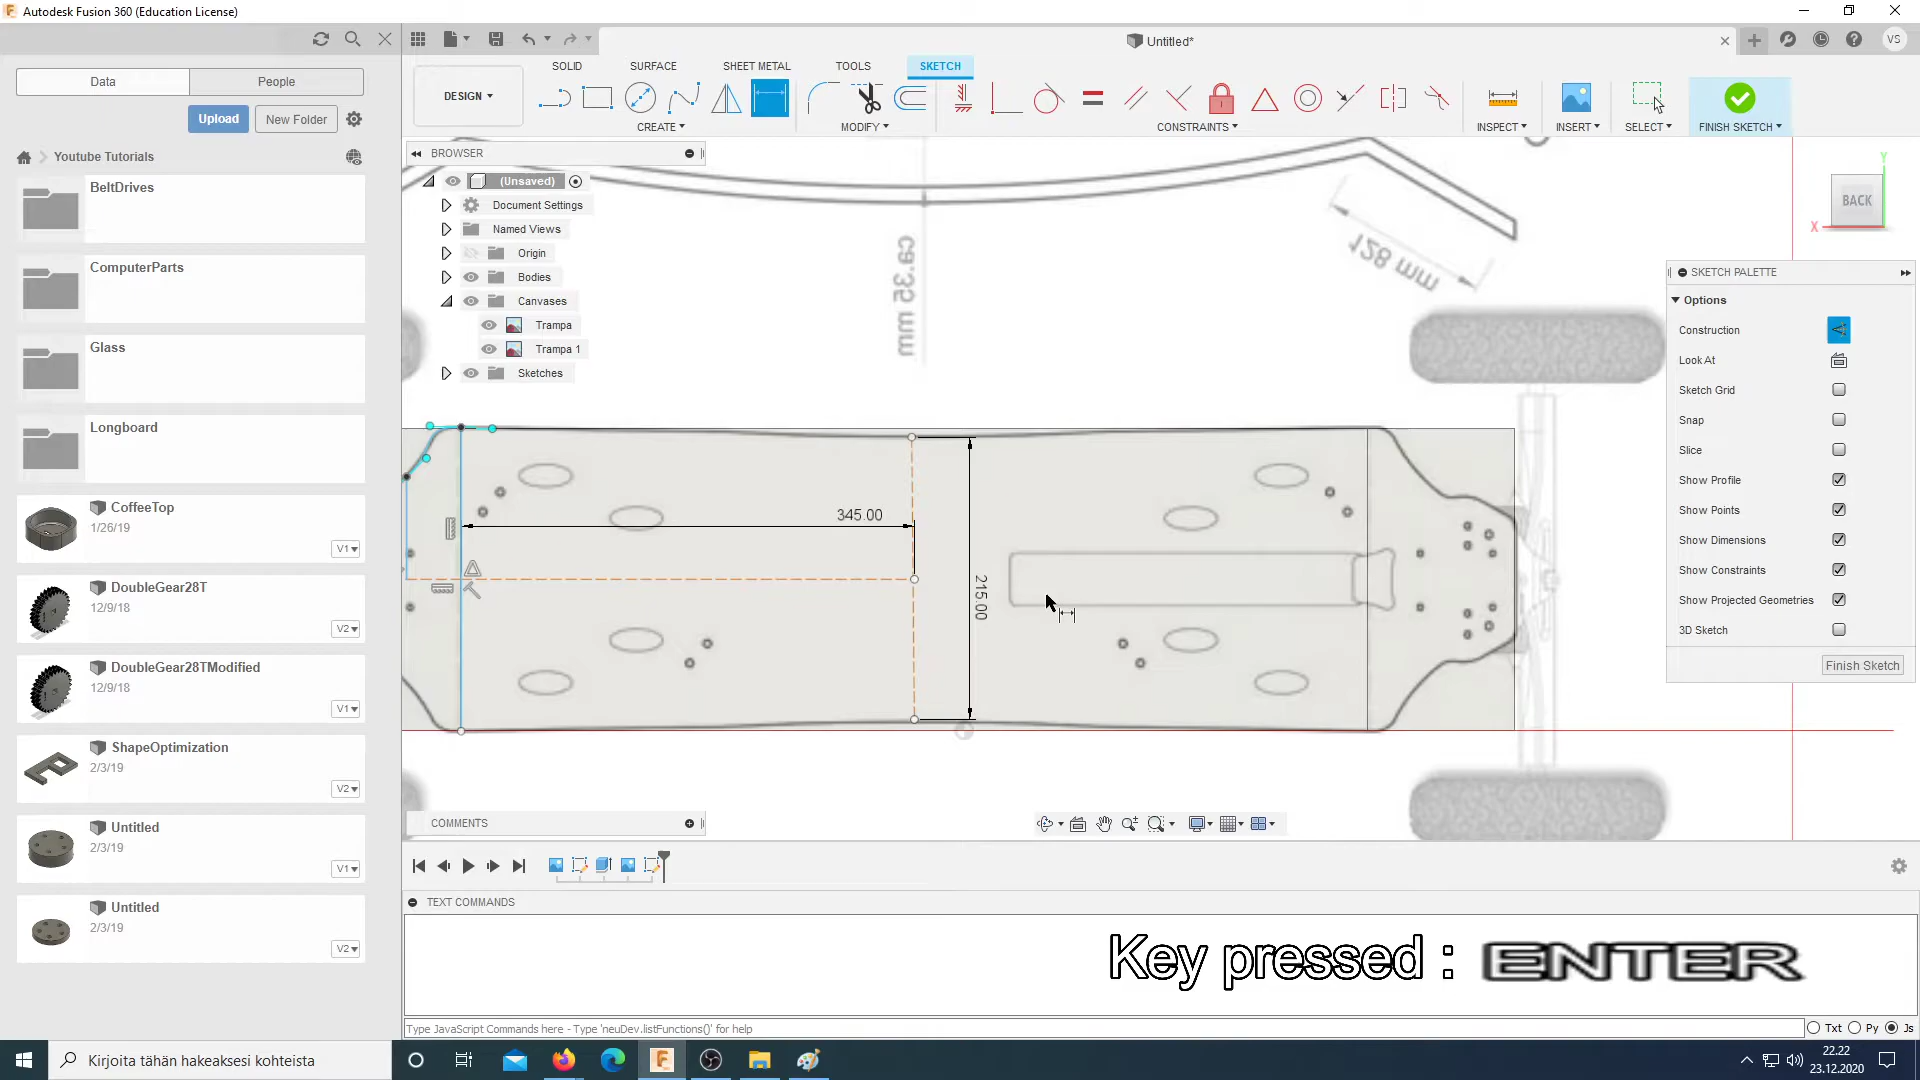 Autodesk Fusion 360 (Education License)
Untitled*
VS
Data
People
SOLID
SURFACE
SHEET METAL
TOOLS
SKETCH
DESIGN
Upload
New Folder
CREATE
MODIFY
CONSTRAINTS
INSPECT
INSERT
SELECT
FINISH SKETCH
Youtube Tutorials
BROWSER
BeltDrives
(Unsaved)
Document Settings
Named Views
Origin
Bodies
Canvases
Trampa
Trampa 1
Sketches
ComputerParts
Glass
Longboard
CoffeeTop
1/26/19
V1
DoubleGear28T
12/9/18
V2
DoubleGear28TModified
12/9/18
V1
ShapeOptimization
2/3/19
V2
Untitled
2/3/19
V1
Untitled
2/3/19
V2
Y
BACK
X
ca.35 mm
128 mm
345.00
215.00
SKETCH PALETTE
Options
Construction
Look At
Sketch Grid
Snap
Slice
Show Profile
Show Points
Show Dimensions
Show Constraints
Show Projected Geometries
3D Sketch
Finish Sketch
COMMENTS
TEXT COMMANDS
Key pressed : ENTER
Type JavaScript Commands here - Type 'neuDev.listFunctions()' for help
Txt
Py
Js
Kirjoita tähän hakeaksesi kohteista
22.22
23.12.2020